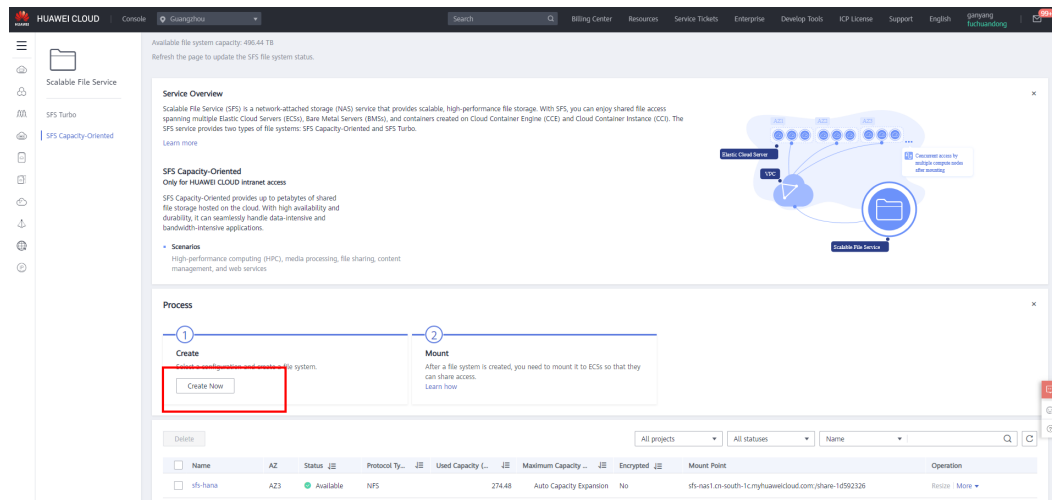 HUAWEI
HUAWEI CLOUD
Console
Guangzhou
Search
Billing Center
Resources
Service Tickets
Enterprise
Develop Tools
ICP License
Support
English
ganyang
fuchuandong
99+
Scalable File Service
SFS Turbo
SFS Capacity-Oriented
Available file system capacity: 496.44 TB
Refresh the page to update the SFS file system status.
Service Overview
Scalable File Service (SFS) is a network-attached storage (NAS) service that provides scalable, high-performance file storage. With SFS, you can enjoy shared file access
spanning multiple Elastic Cloud Servers (ECSs), Bare Metal Servers (BMSs), and containers created on Cloud Container Engine (CCE) and Cloud Container Instance (CCI). The
SFS service provides two types of file systems: SFS Capacity-Oriented and SFS Turbo.
Learn more
SFS Capacity-Oriented
Only for HUAWEI CLOUD intranet access
SFS Capacity-Oriented provides up to petabytes of shared
file storage hosted on the cloud. With high availability and
durability, it can seamlessly handle data-intensive and
bandwidth-intensive applications.
Scenarios
High-performance computing (HPC), media processing, file sharing, content
management, and web services
AZ1
AZ2
AZ3
Elastic Cloud Server
VPC
Concurrent access by
multiple compute nodes
after mounting
Scalable File Service
Process
1
Create
Select a configuration and create a file system.
Create Now
2
Mount
After a file system is created, you need to mount it to ECSs so that they
can share access.
Learn how
Delete
All projects
All statuses
Name
Name
AZ
Status
Protocol Ty...
Used Capacity (...
Maximum Capacity ...
Encrypted
Mount Point
Operation
sfs-hana
AZ3
Available
NFS
274.48
Auto Capacity Expansion
No
sfs-nas1.cn-south-1c.myhuaweicloud.com:/share-1d592326
Resize
More